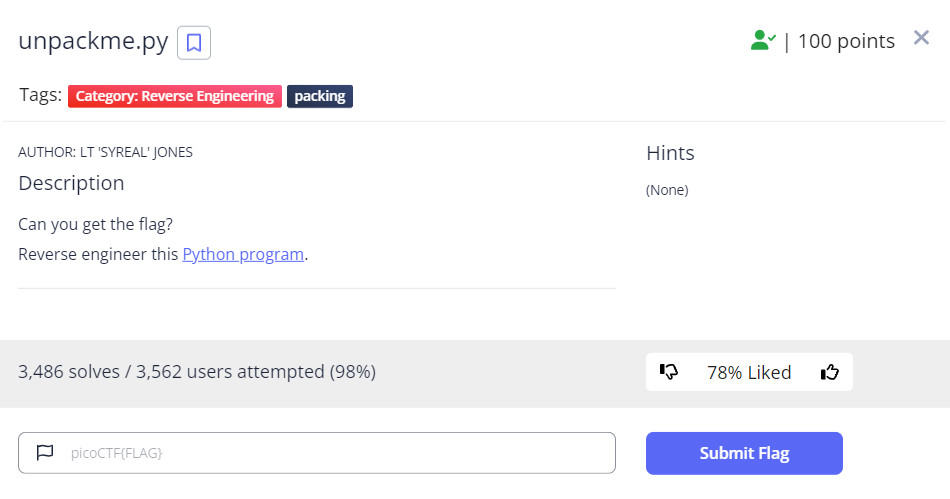 unpackme.py
| 100 points
Tags: Category: Reverse Engineering packing
AUTHOR: LT 'SYREAL' JONES
Description
Can you get the flag?
Reverse engineer this Python program.
Hints
(None)
3,486 solves / 3,562 users attempted (98%)
78% Liked
picoCTF{FLAG}
Submit Flag